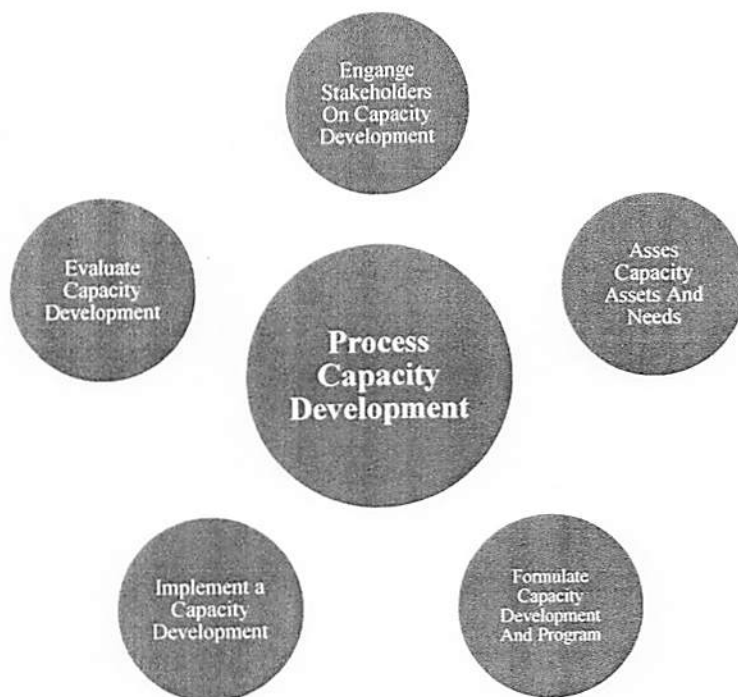 Engange
Stakeholders
On Capacity
Development
Asses
Capacity
Assets And
Needs
Formulate
Capacity
Development
And Program
Implement a
Capacity
Development
Evaluate
Capacity
Development
Process
Capacity
Development